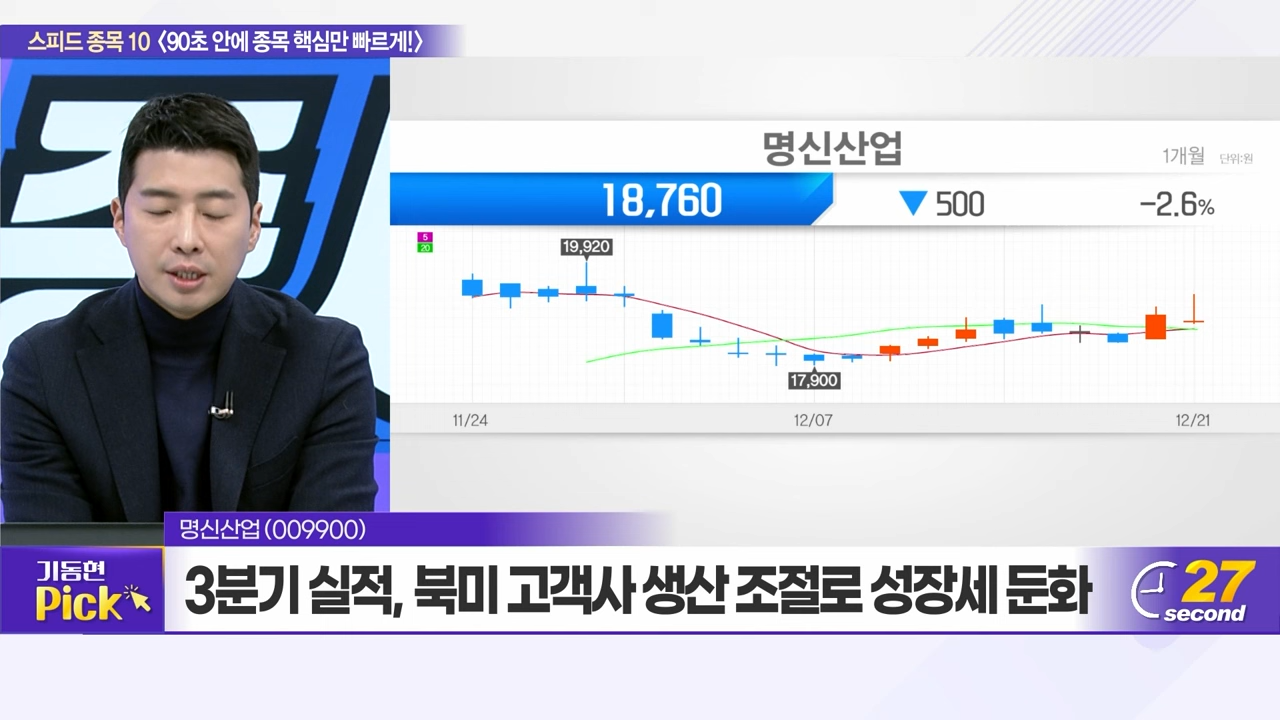 스피드 종목 10 〈90초 안에 종목 핵심만 빠르게!〉
명신산업
1개월 단위:원
18,760 ▼ 500 -2.6%
5
20
19,920
17,900
11/24 12/07 12/21
명신산업 (009900)
기동현
Pick
3분기 실적, 북미 고객사 생산 조절로 성장세 둔화
27
second